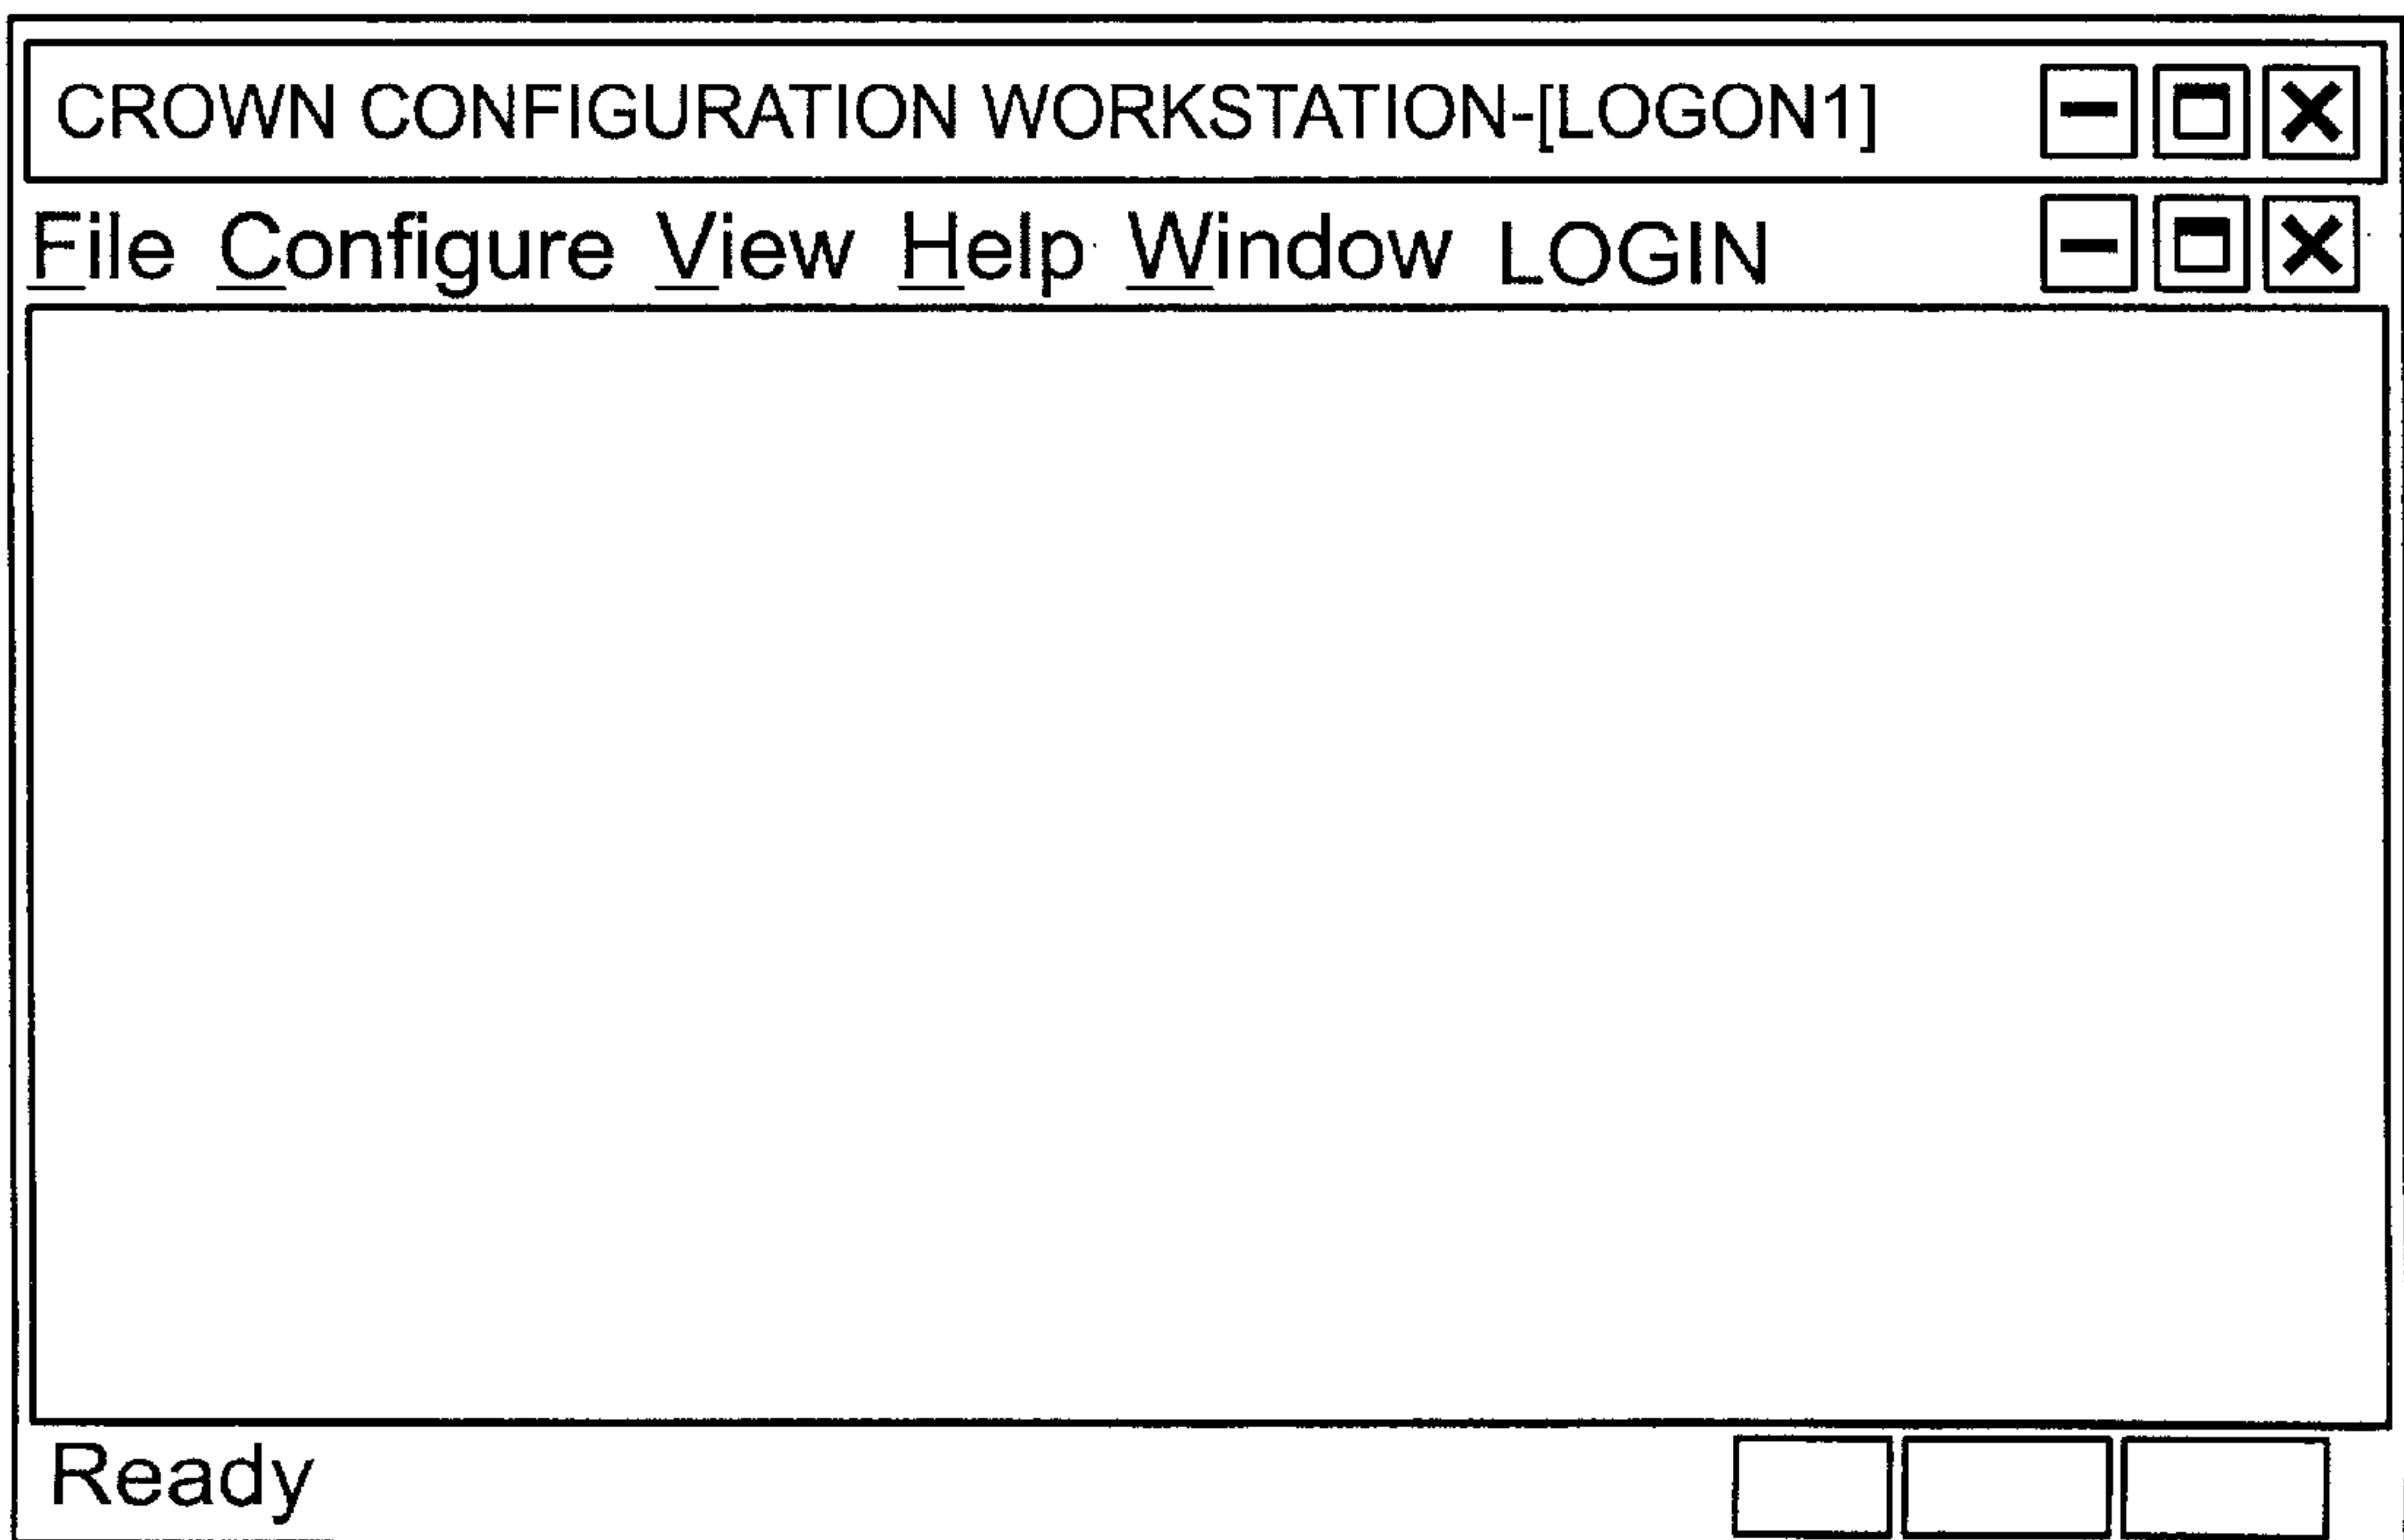 CROWN CONFIGURATION WORKSTATION-[LOGON1]
File Configure View Help Window LOGIN
Ready